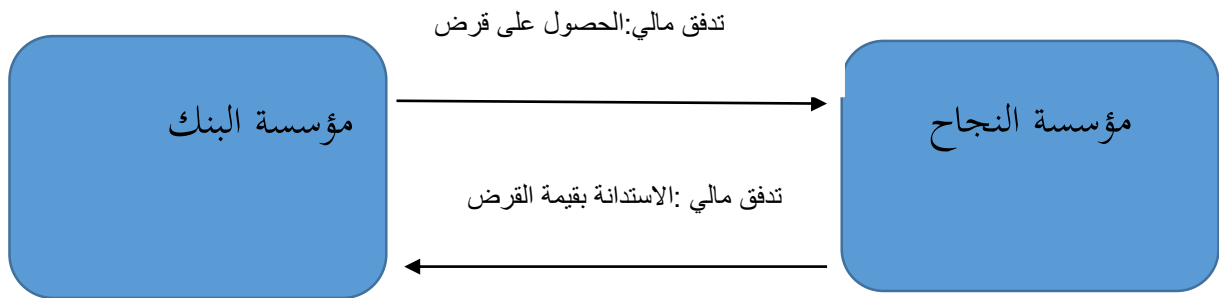 تدفق مالي:الحصول على قرض
مؤسسة النجاح
مؤسسة البنك
تدفق مالي :الاستدانة بقيمة القرض